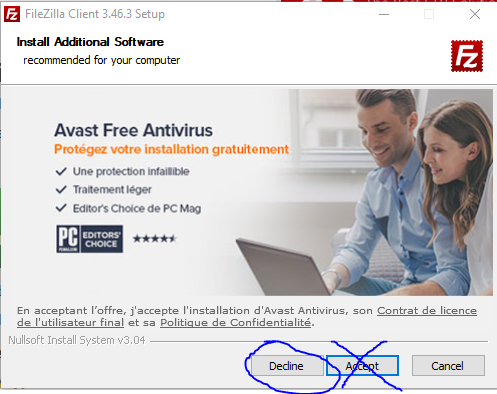 FileZilla Client 3.46.3 Setup
Install Additional Software
recommended for your computer
Avast Free Antivirus
Protégez votre installation gratuitement
Une protection infaillible
Traitement léger
Editor's Choice de PC Mag
PC
EDITORS'
CHOICE
En acceptant l'offre, j'accepte l'installation d'Avast Antivirus, son Contrat de licence
de l'utilisateur final et sa Politique de Confidentialité.
Nullsoft Install System v3.04
Decline Accept Cancel